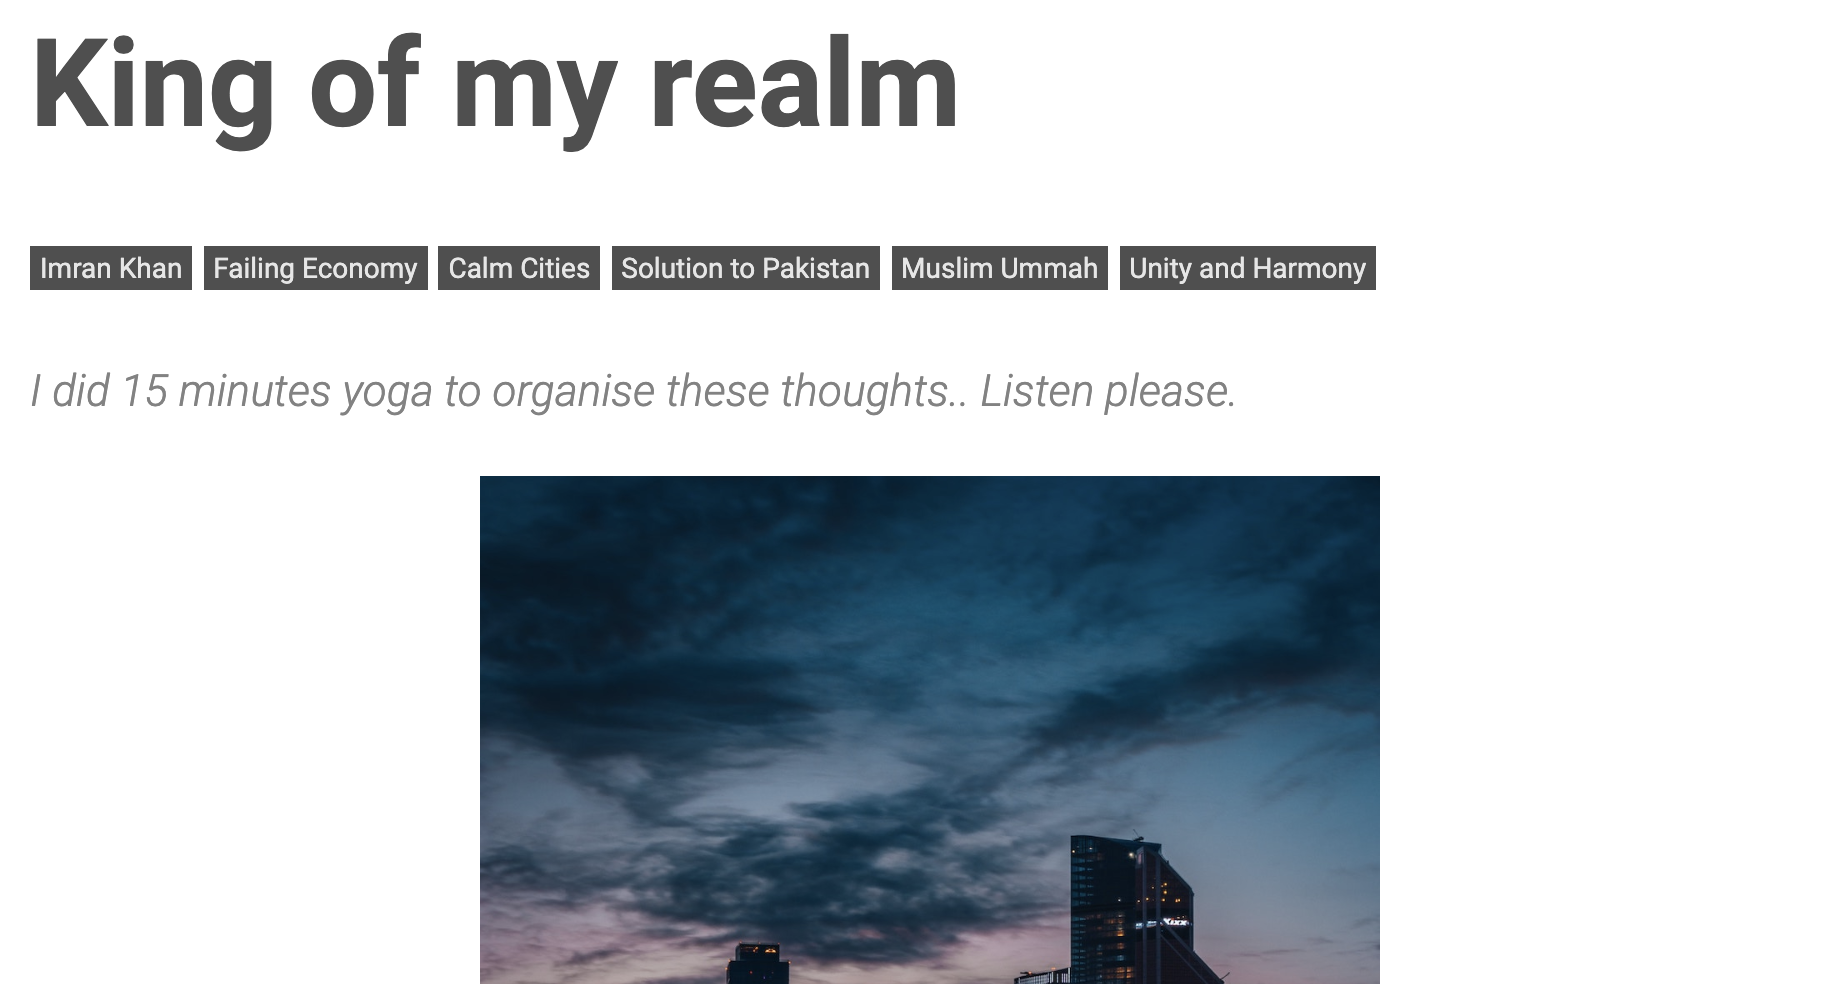 King of my realm
Imran Khan Failing Economy Calm Cities Solution to Pakistan Muslim Ummah Unity and Harmony
I did 15 minutes yoga to organise these thoughts.. Listen please.